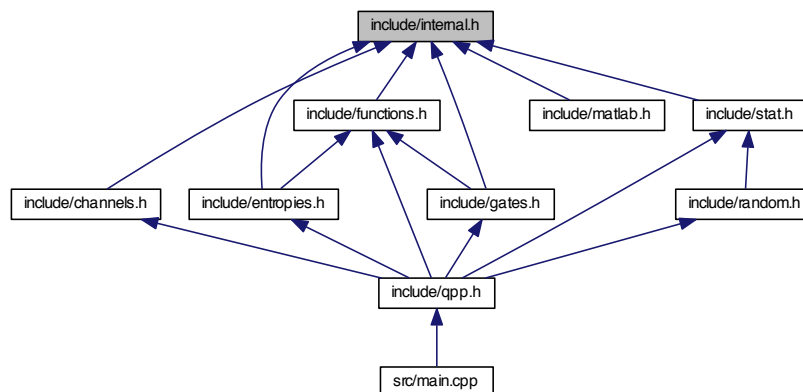 include/internal.h
include/functions.h
include/matlab.h
include/stat.h
include/channels.h
include/entropies.h
include/gates.h
include/random.h
include/qpp.h
src/main.cpp